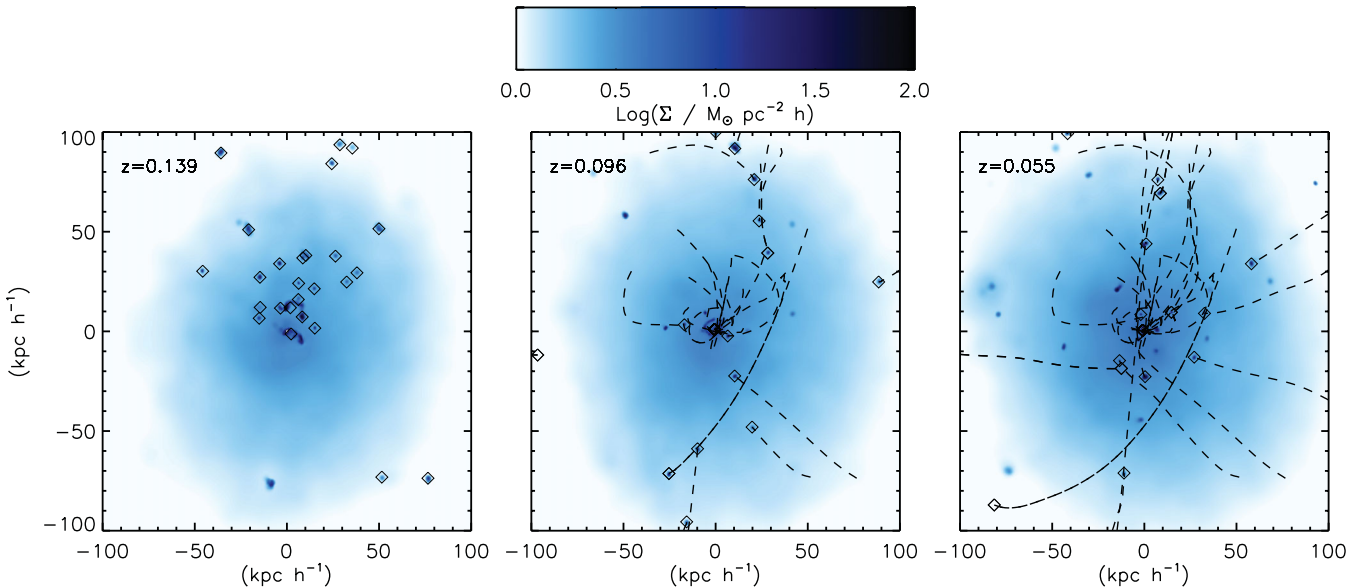 0.0 0.5 1.0 1.5 2.0
Log(Σ / M⊙ pc⁻² h)
z=0.139
z=0.096
z=0.055
100
50
0
−50
−100
(kpc h⁻¹)
−100 −50 0 50 100
−100 −50 0 50 100
−100 −50 0 50 100
(kpc h⁻¹)
(kpc h⁻¹)
(kpc h⁻¹)